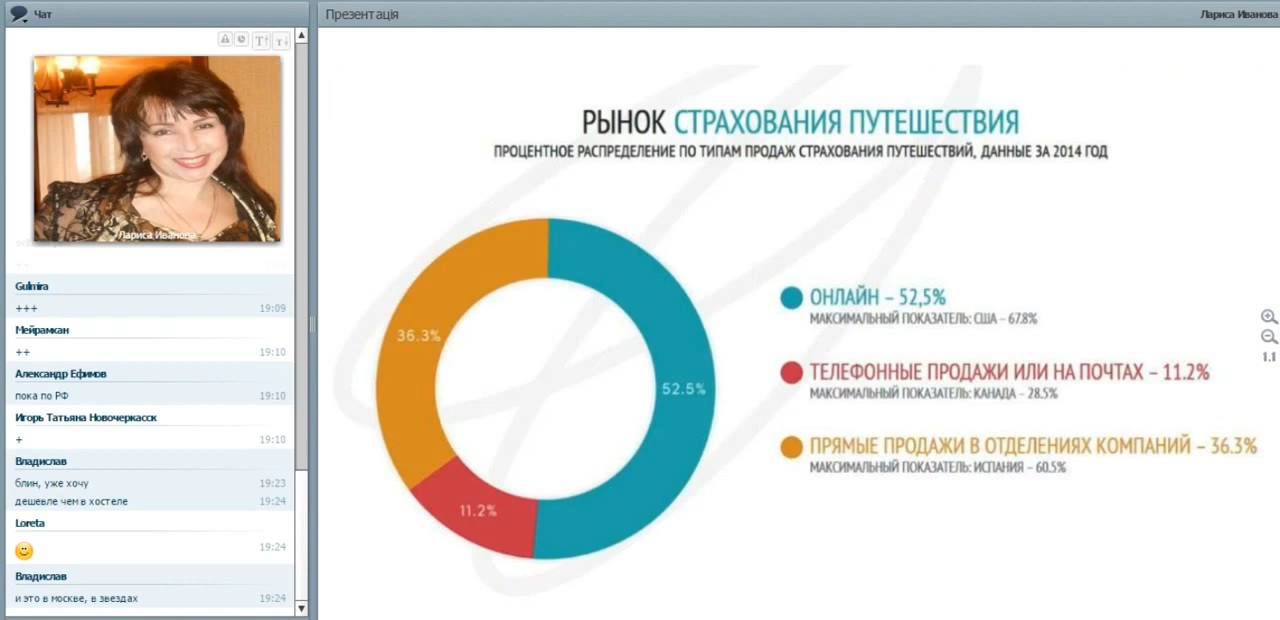 Чат
Лариса Иванова
Gulmira
+++ 19:09
Мейрамкан
++ 19:10
Александр Ефимов
пока по РФ 19:10
Игорь Татьяна Новочеркасск
+ 19:10
Владислав
блин, уже хочу 19:23
дешевле чем в хостеле 19:24
Loreta
19:24
Владислав
и это в москве, в звездах 19:24
Презентація
Лариса Иванова
РЫНОК СТРАХОВАНИЯ ПУТЕШЕСТВИЯ
ПРОЦЕНТНОЕ РАСПРЕДЕЛЕНИЕ ПО ТИПАМ ПРОДАЖ СТРАХОВАНИЯ ПУТЕШЕСТВИЙ, ДАННЫЕ ЗА 2014 ГОД
36.3%
52.5%
11.2%
ОНЛАЙН – 52,5%
МАКСИМАЛЬНЫЙ ПОКАЗАТЕЛЬ: США – 67.8%
ТЕЛЕФОННЫЕ ПРОДАЖИ ИЛИ НА ПОЧТАХ – 11.2%
МАКСИМАЛЬНЫЙ ПОКАЗАТЕЛЬ: КАНАДА – 28.5%
ПРЯМЫЕ ПРОДАЖИ В ОТДЕЛЕНИЯХ КОМПАНИЙ – 36.3%
МАКСИМАЛЬНЫЙ ПОКАЗАТЕЛЬ: ИСПАНИЯ – 60.5%
1.1